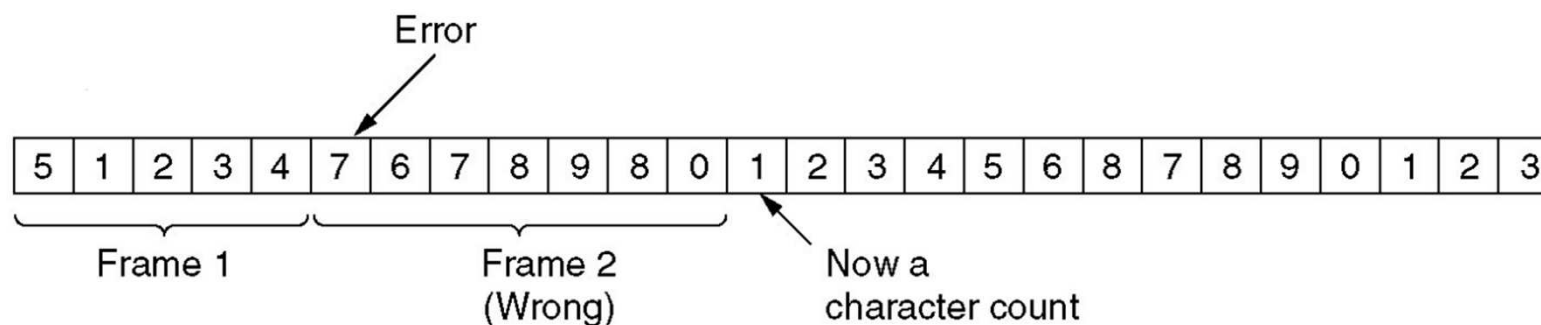 Error
5 1 2 3 4 7 6 7 8 9 8 0 1 2 3 4 5 6 8 7 8 9 0 1 2 3
Frame 1
Frame 2
(Wrong)
Now a
character count